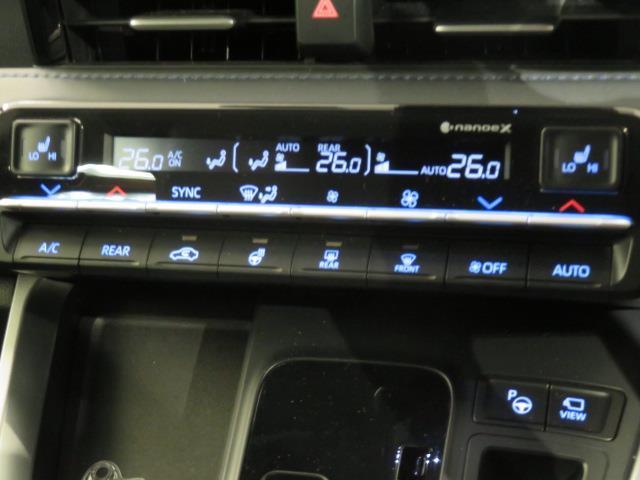 nanoeX
LO HI 26.0 A/C ON AUTO REAR 26.0 AUTO 26.0 LO HI
SYNC
A/C REAR REAR FRONT OFF AUTO
P VIEW